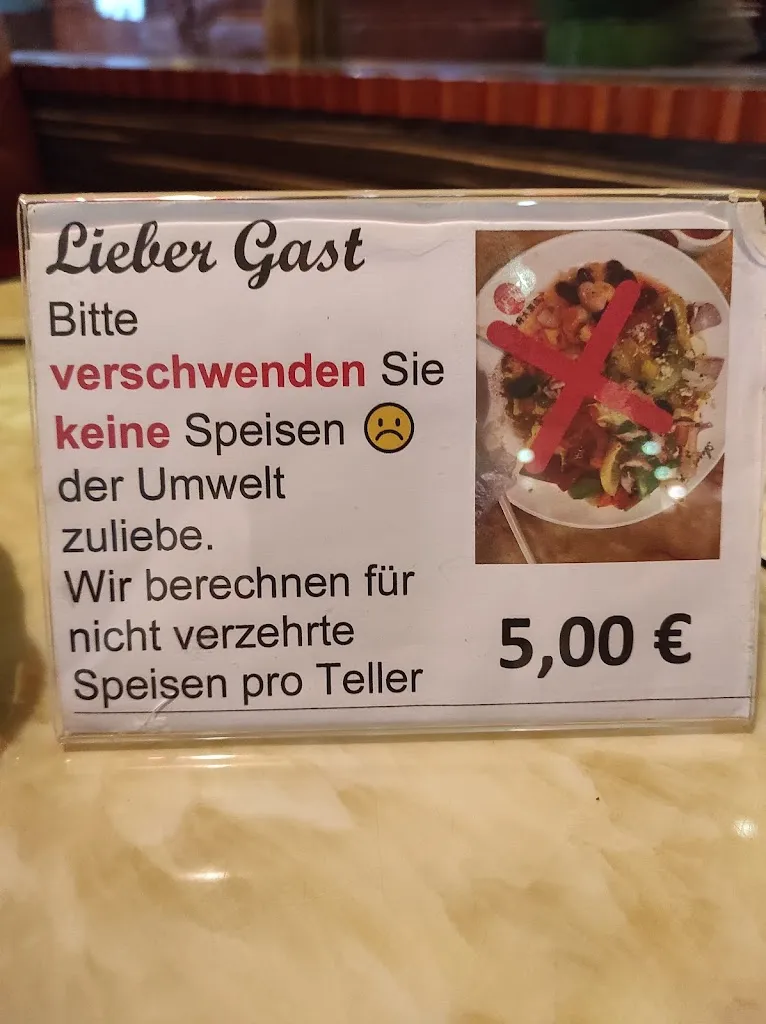 Lieber Gast
Bitte
verschwenden Sie
keine Speisen ☹
der Umwelt
zuliebe.
Wir berechnen für
nicht verzehrte
Speisen pro Teller
5,00 €